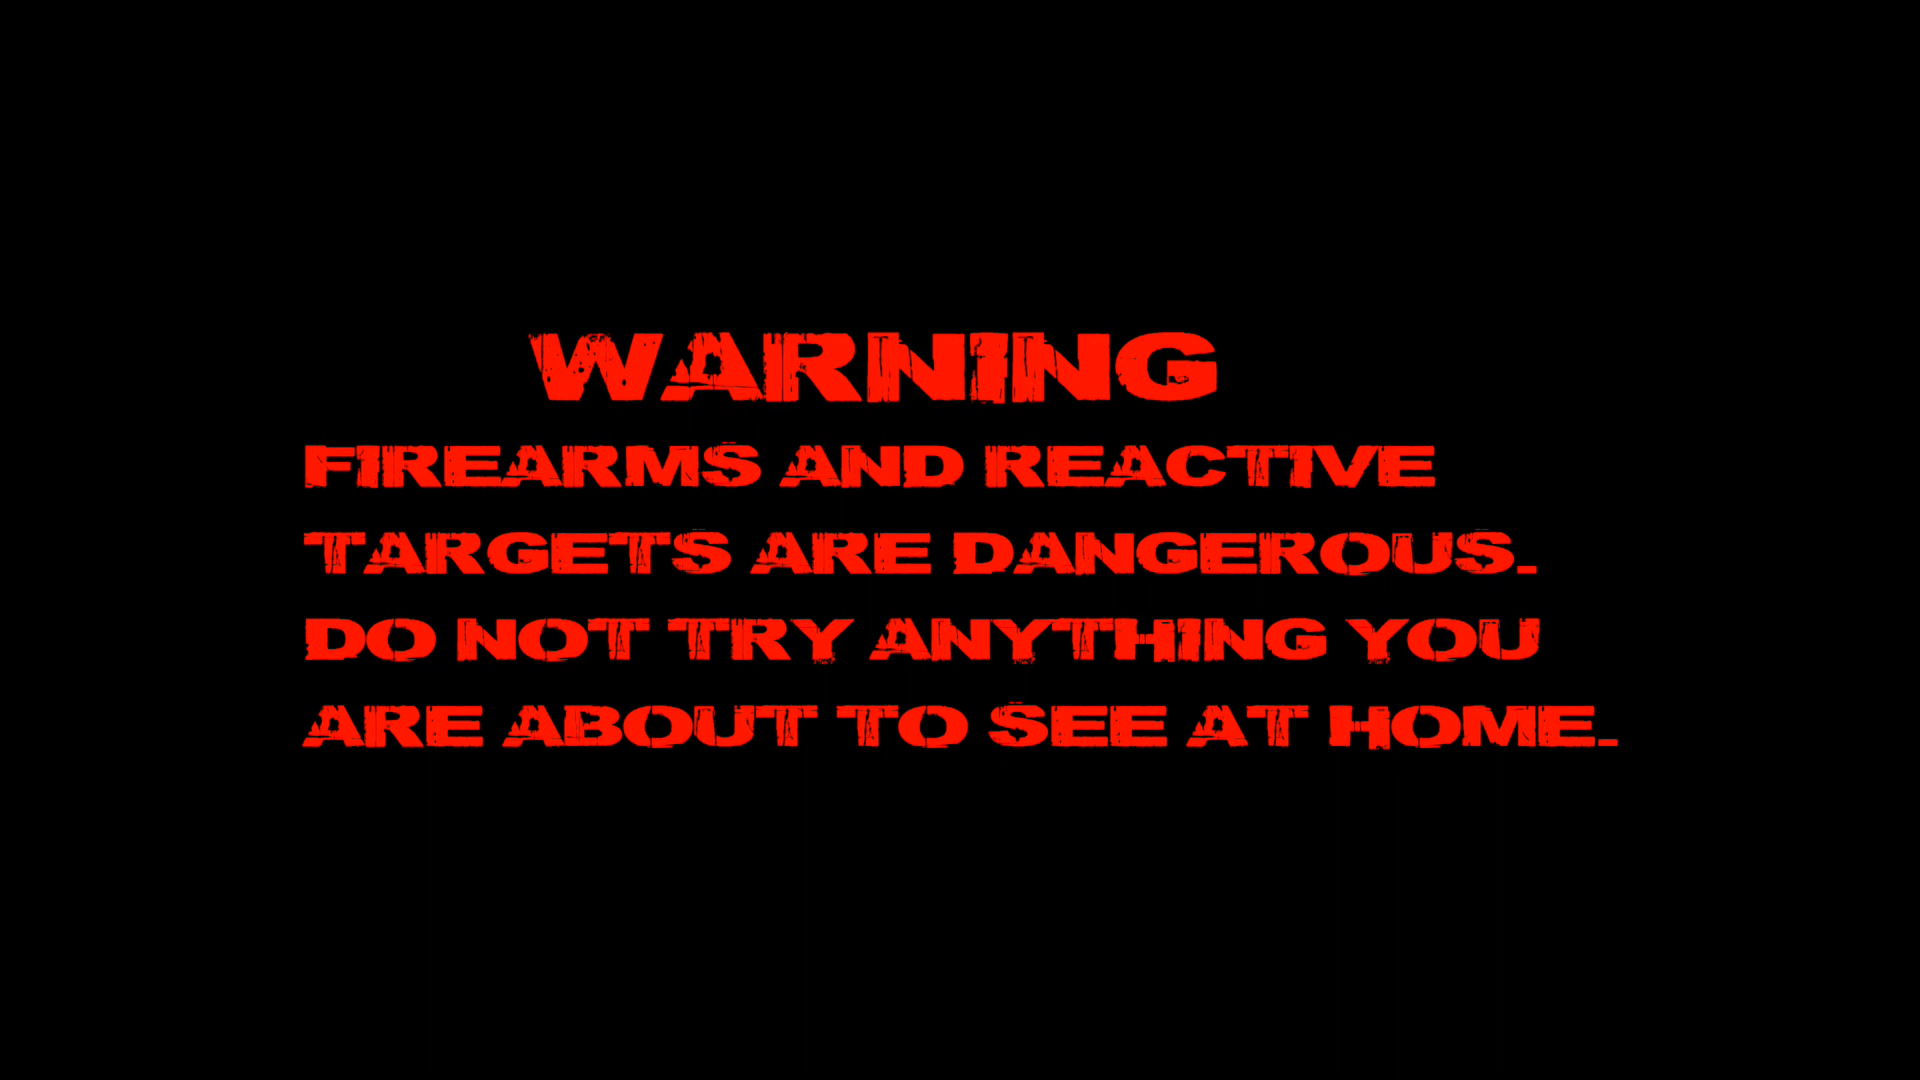 WARNING
FIREARMS AND REACTIVE
TARGETS ARE DANGEROUS.
DO NOT TRY ANYTHING YOU
ARE ABOUT TO SEE AT HOME.